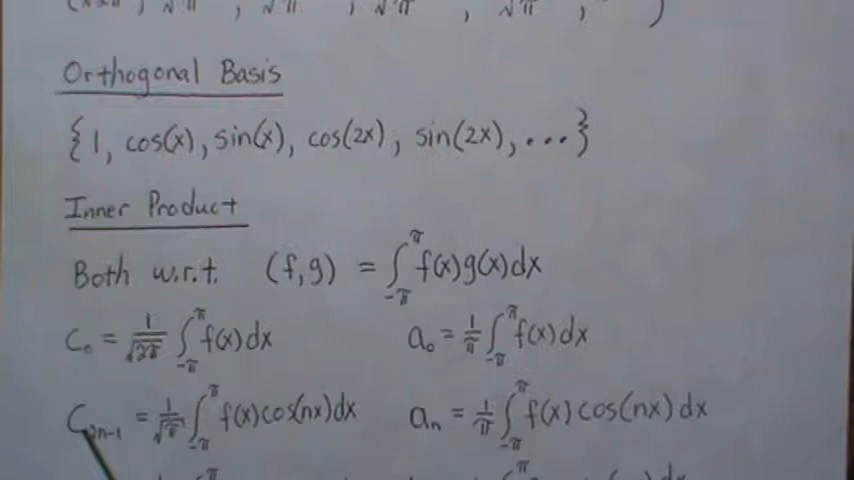 Orthogonal Basis
{1, cos(x), sin(x), cos(2x), sin(2x), ...}
Inner Product
Both w.r.t. (f,g) = ∫_{-π}^{π} f(x)g(x)dx
C₀ = 1/√2π ∫_{-π}^{π} f(x)dx a₀ = 1/π ∫_{-π}^{π} f(x)dx
C_{2n-1} = 1/√π ∫_{-π}^{π} f(x)cos(nx)dx aₙ = 1/π ∫_{-π}^{π} f(x)cos(nx)dx